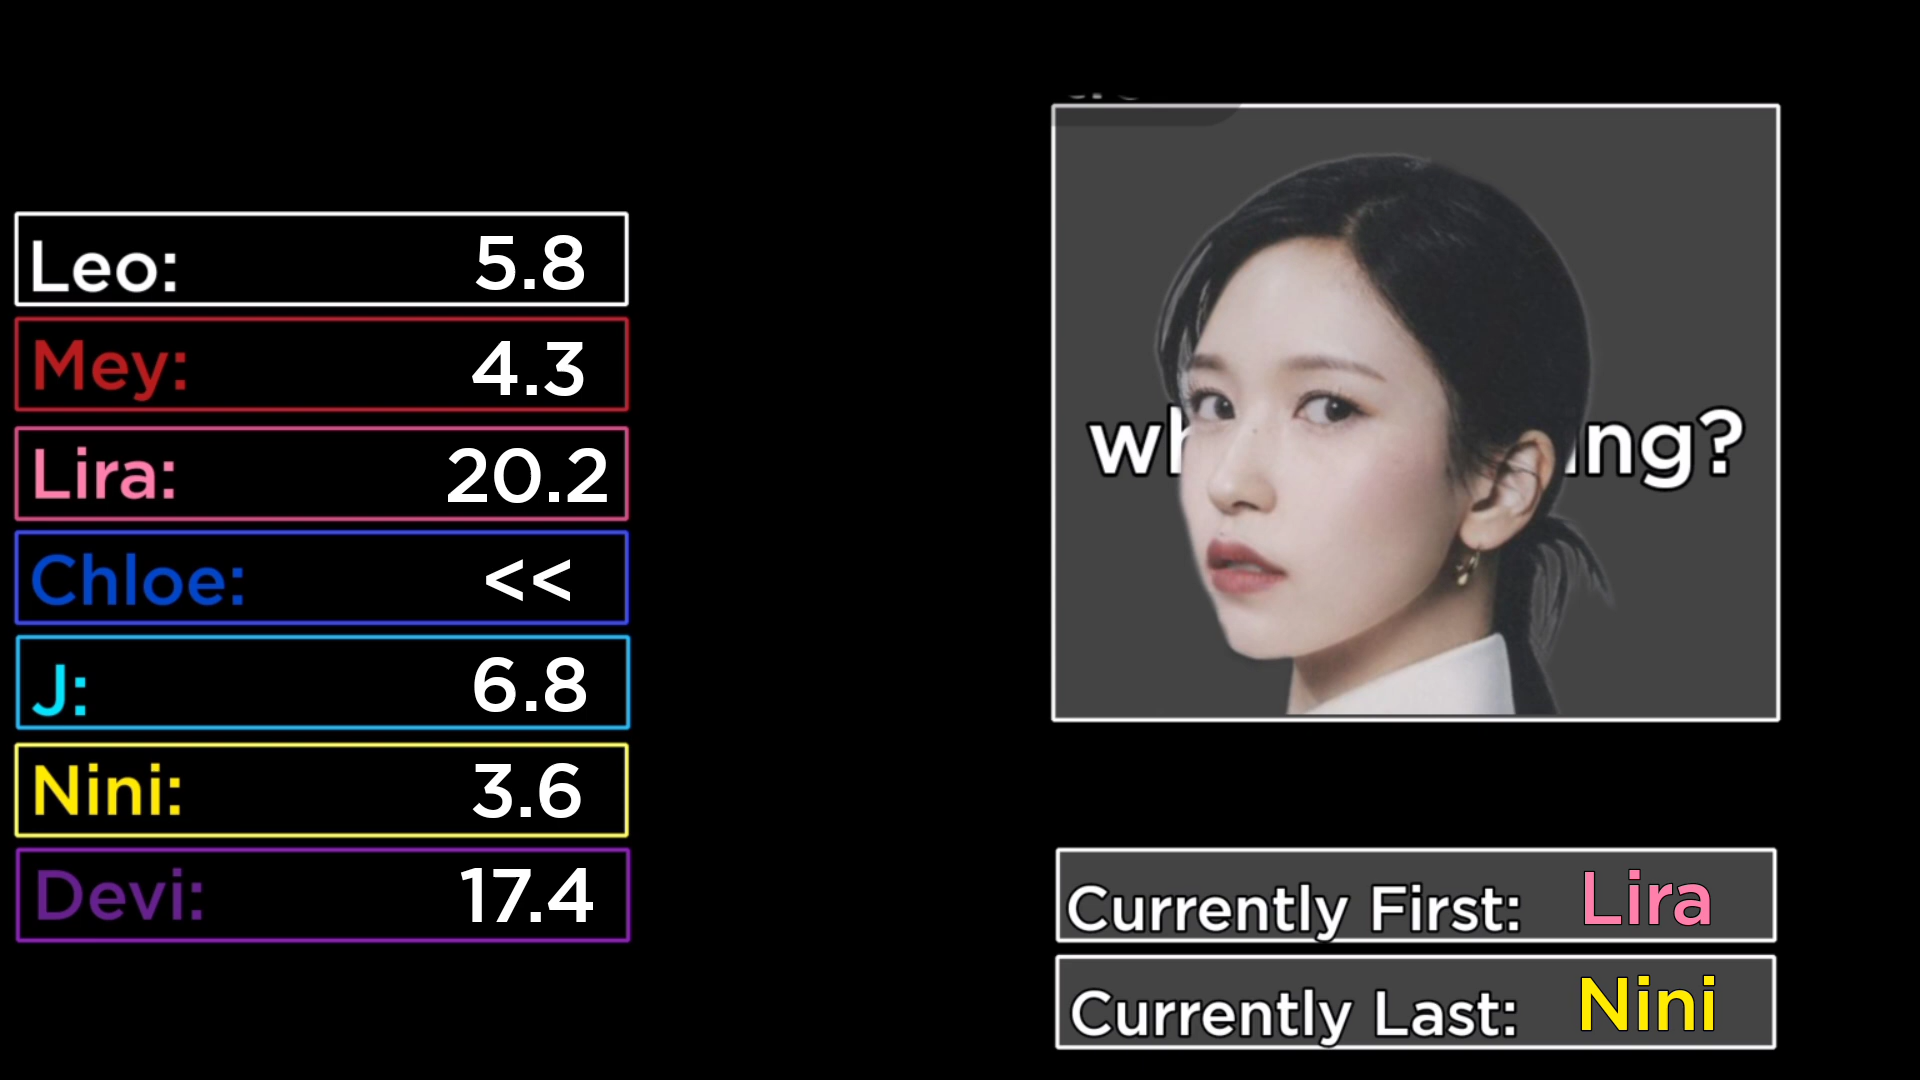 Leo: 5.8
Mey: 4.3
Lira: 20.2
Chloe: <<
J: 6.8
Nini: 3.6
Devi: 17.4
Currently First: Lira
Currently Last: Nini